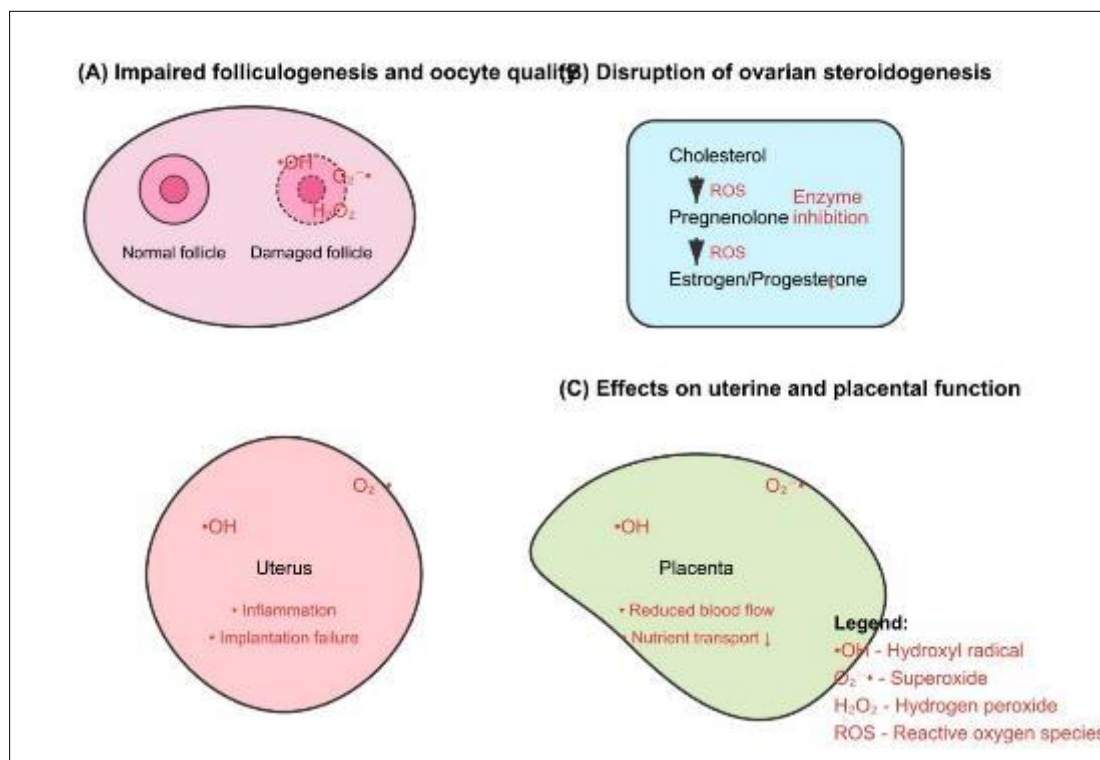 (A) Impaired folliculogenesis and oocyte quality
(B) Disruption of ovarian steroidogenesis
•OH
O₂⁻•
H₂O₂
Normal follicle
Damaged follicle
Cholesterol
ROS
Pregnenolone
Enzyme
inhibition
ROS
Estrogen/Progesterone
↓
(C) Effects on uterine and placental function
O₂⁻•
•OH
Uterus
• Inflammation
• Implantation failure
O₂⁻•
•OH
Placenta
• Reduced blood flow
• Nutrient transport ↓
Legend:
•OH - Hydroxyl radical
O₂⁻• - Superoxide
H₂O₂ - Hydrogen peroxide
ROS - Reactive oxygen species